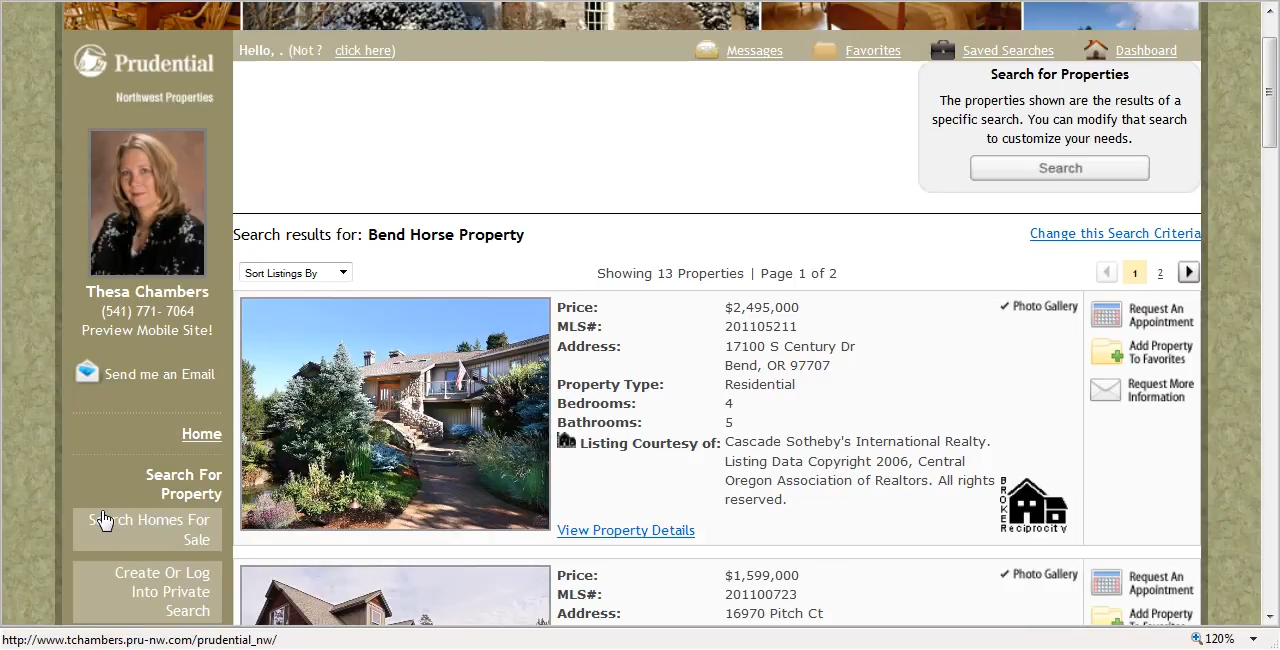 Prudential
Northwest Properties
Thesa Chambers
(541) 771- 7064
Preview Mobile Site!
Send me an Email
Home
Search For
Property
Search Homes For
Sale
Create Or Log
Into Private
Search
Hello, . (Not ? click here)
Messages
Favorites
Saved Searches
Dashboard
Search for Properties
The properties shown are the results of a
specific search. You can modify that search
to customize your needs.
Search
Search results for: Bend Horse Property
Change this Search Criteria
Sort Listings By
Showing 13 Properties | Page 1 of 2
1 2
Price: $2,495,000
MLS#: 201105211
Address: 17100 S Century Dr
Bend, OR 97707
Property Type: Residential
Bedrooms: 4
Bathrooms: 5
Listing Courtesy of: Cascade Sotheby's International Realty.
Listing Data Copyright 2006, Central
Oregon Association of Realtors. All rights
reserved.
View Property Details
✔ Photo Gallery
BROKER
Reciprocity
Request An
Appointment
Add Property
To Favorites
Request More
Information
Price: $1,599,000
MLS#: 201100723
Address: 16970 Pitch Ct
✔ Photo Gallery
Request An
Appointment
Add Property
http://www.tchambers.pru-nw.com/prudential_nw/
120%